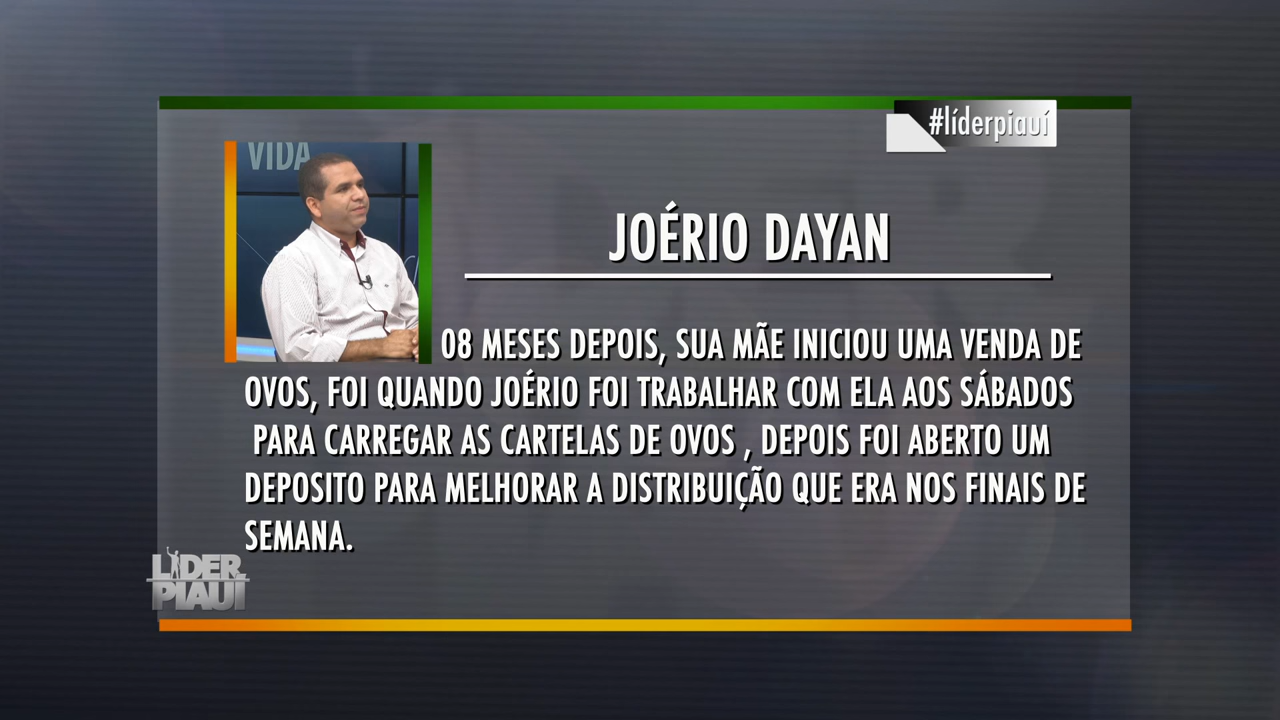 #líderpiauí
VIDA
JOÉRIO DAYAN
08 MESES DEPOIS, SUA MÃE INICIOU UMA VENDA DE
OVOS, FOI QUANDO JOÉRIO FOI TRABALHAR COM ELA AOS SÁBADOS
PARA CARREGAR AS CARTELAS DE OVOS , DEPOIS FOI ABERTO UM
DEPOSITO PARA MELHORAR A DISTRIBUIÇÃO QUE ERA NOS FINAIS DE
SEMANA.
LÍDER
PIAUÍ